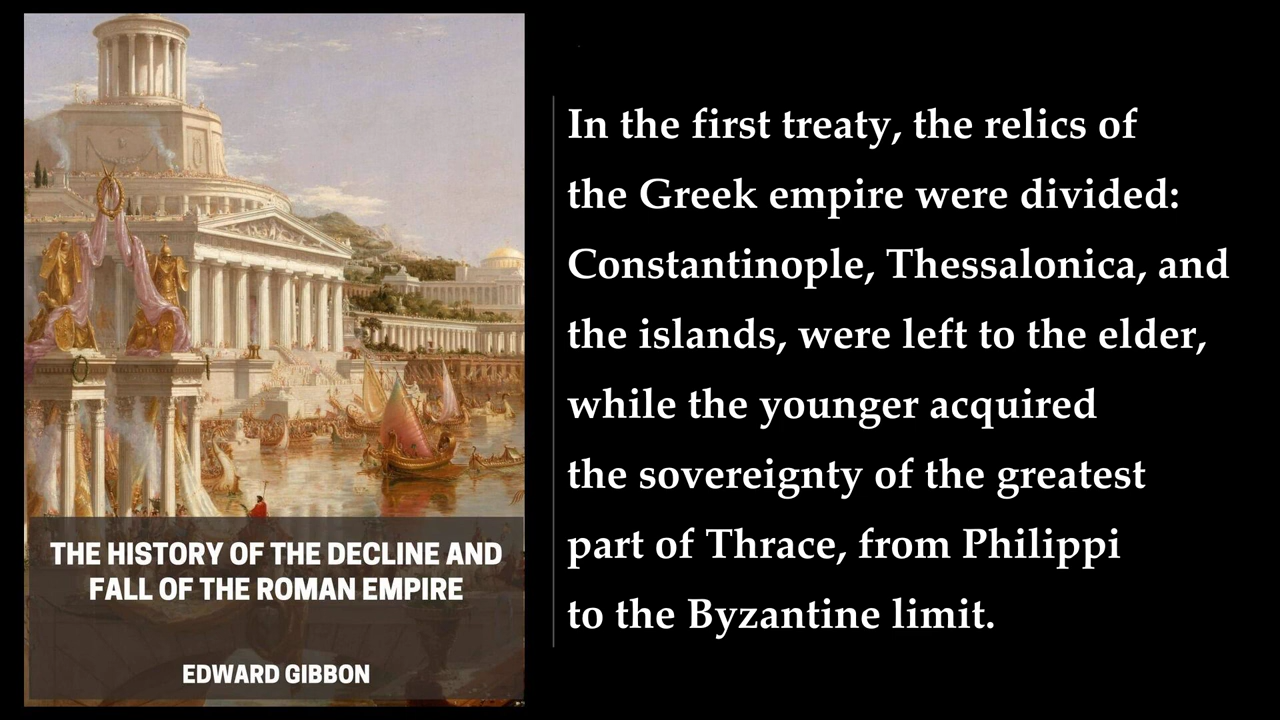 THE HISTORY OF THE DECLINE AND
FALL OF THE ROMAN EMPIRE
EDWARD GIBBON
In the first treaty, the relics of
the Greek empire were divided:
Constantinople, Thessalonica, and
the islands, were left to the elder,
while the younger acquired
the sovereignty of the greatest
part of Thrace, from Philippi
to the Byzantine limit.